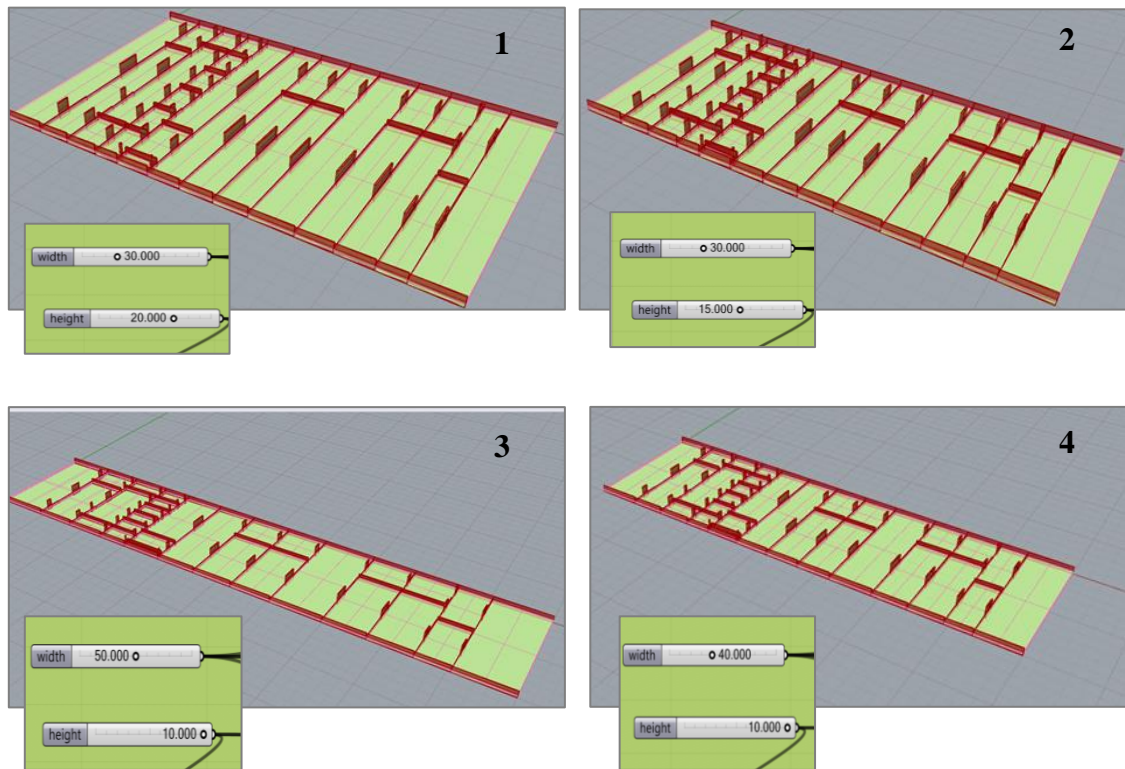 1
width 30.000
height 20.000
2
width 30.000
height 15.000
3
width 50.000
height 10.000
4
width 40.000
height 10.000